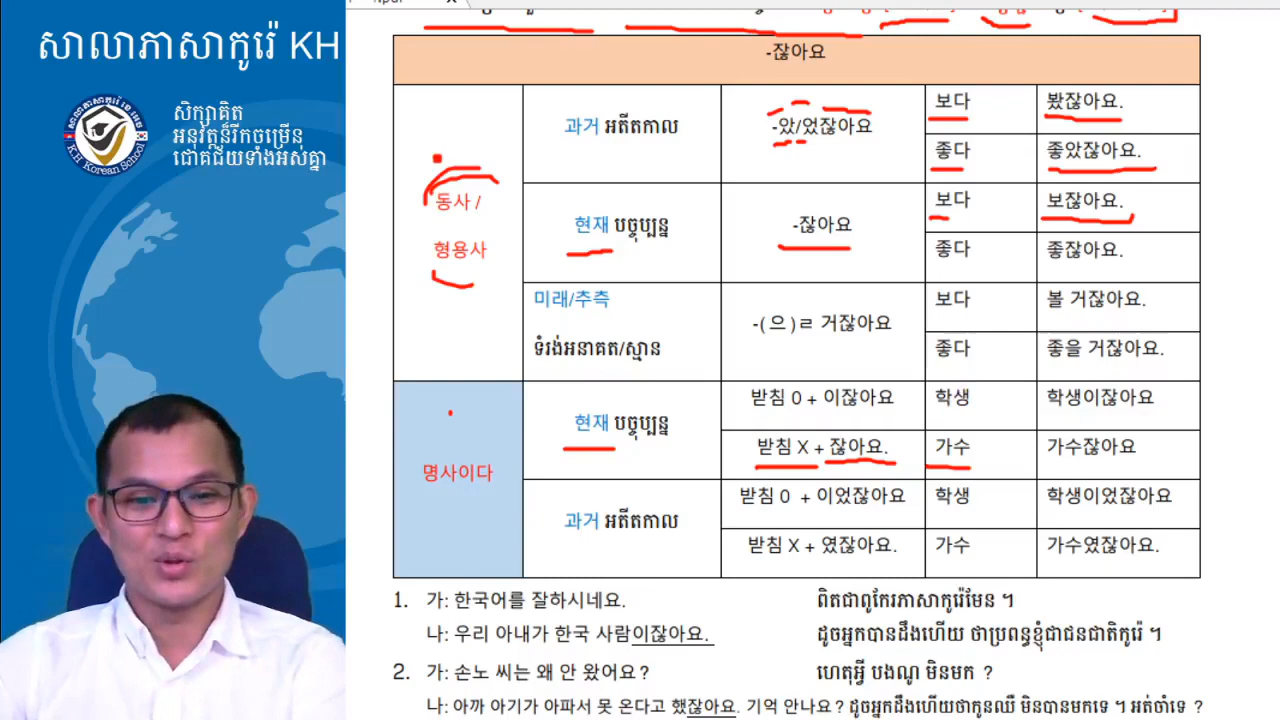 សាលាភាសាកូរ៉េ KH
សិក្សាគិត
អនុវត្តន៍រីកចម្រើន
ជោគជ័យទាំងអស់គ្នា
K.H Korean School
-잖아요
동사 /
형용사
과거 អតីតកាល
-았/었잖아요
보다
봤잖아요.
좋다
좋았잖아요.
현재 បច្ចុប្បន្ន
-잖아요
보다
보잖아요.
좋다
좋잖아요.
미래/추측
ទំរង់អនាគត/ស្មាន
-(으)ㄹ 거잖아요
보다
볼 거잖아요.
좋다
좋을 거잖아요.
명사이다
현재 បច្ចុប្បន្ន
받침 0 + 이잖아요
학생
학생이잖아요
받침 X + 잖아요.
가수
가수잖아요
과거 អតីតកាល
받침 0 + 이었잖아요
학생
학생이었잖아요
받침 X + 였잖아요.
가수
가수였잖아요.
1. 가: 한국어를 잘하시네요. ពិតជាពូកែរភាសាកូរ៉េមែន ។
나: 우리 아내가 한국 사람이잖아요. ដូចអ្នកបានដឹងហើយ ថាប្រពន្ធខ្ញុំជាជនជាតិកូរ៉េ ។
2. 가: 손노 씨는 왜 안 왔어요? ហេតុអ្វី បងណូ មិនមក ?
나: 아까 아기가 아파서 못 온다고 했잖아요. 기억 안나요? ដូចអ្នកដឹងហើយថាកូនឈឺ មិនបានមកទេ ។ អត់ចាំទេ ?